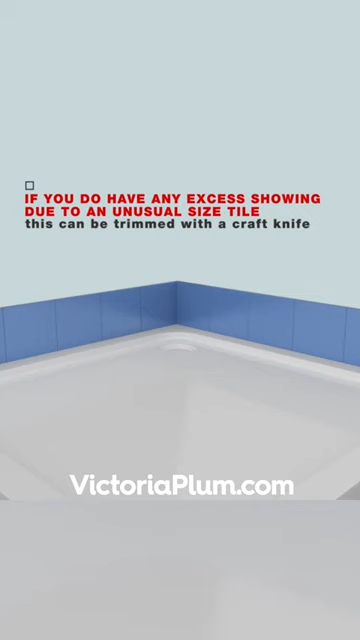 IF YOU DO HAVE ANY EXCESS SHOWING
DUE TO AN UNUSUAL SIZE TILE
this can be trimmed with a craft knife
VictoriaPlum.com